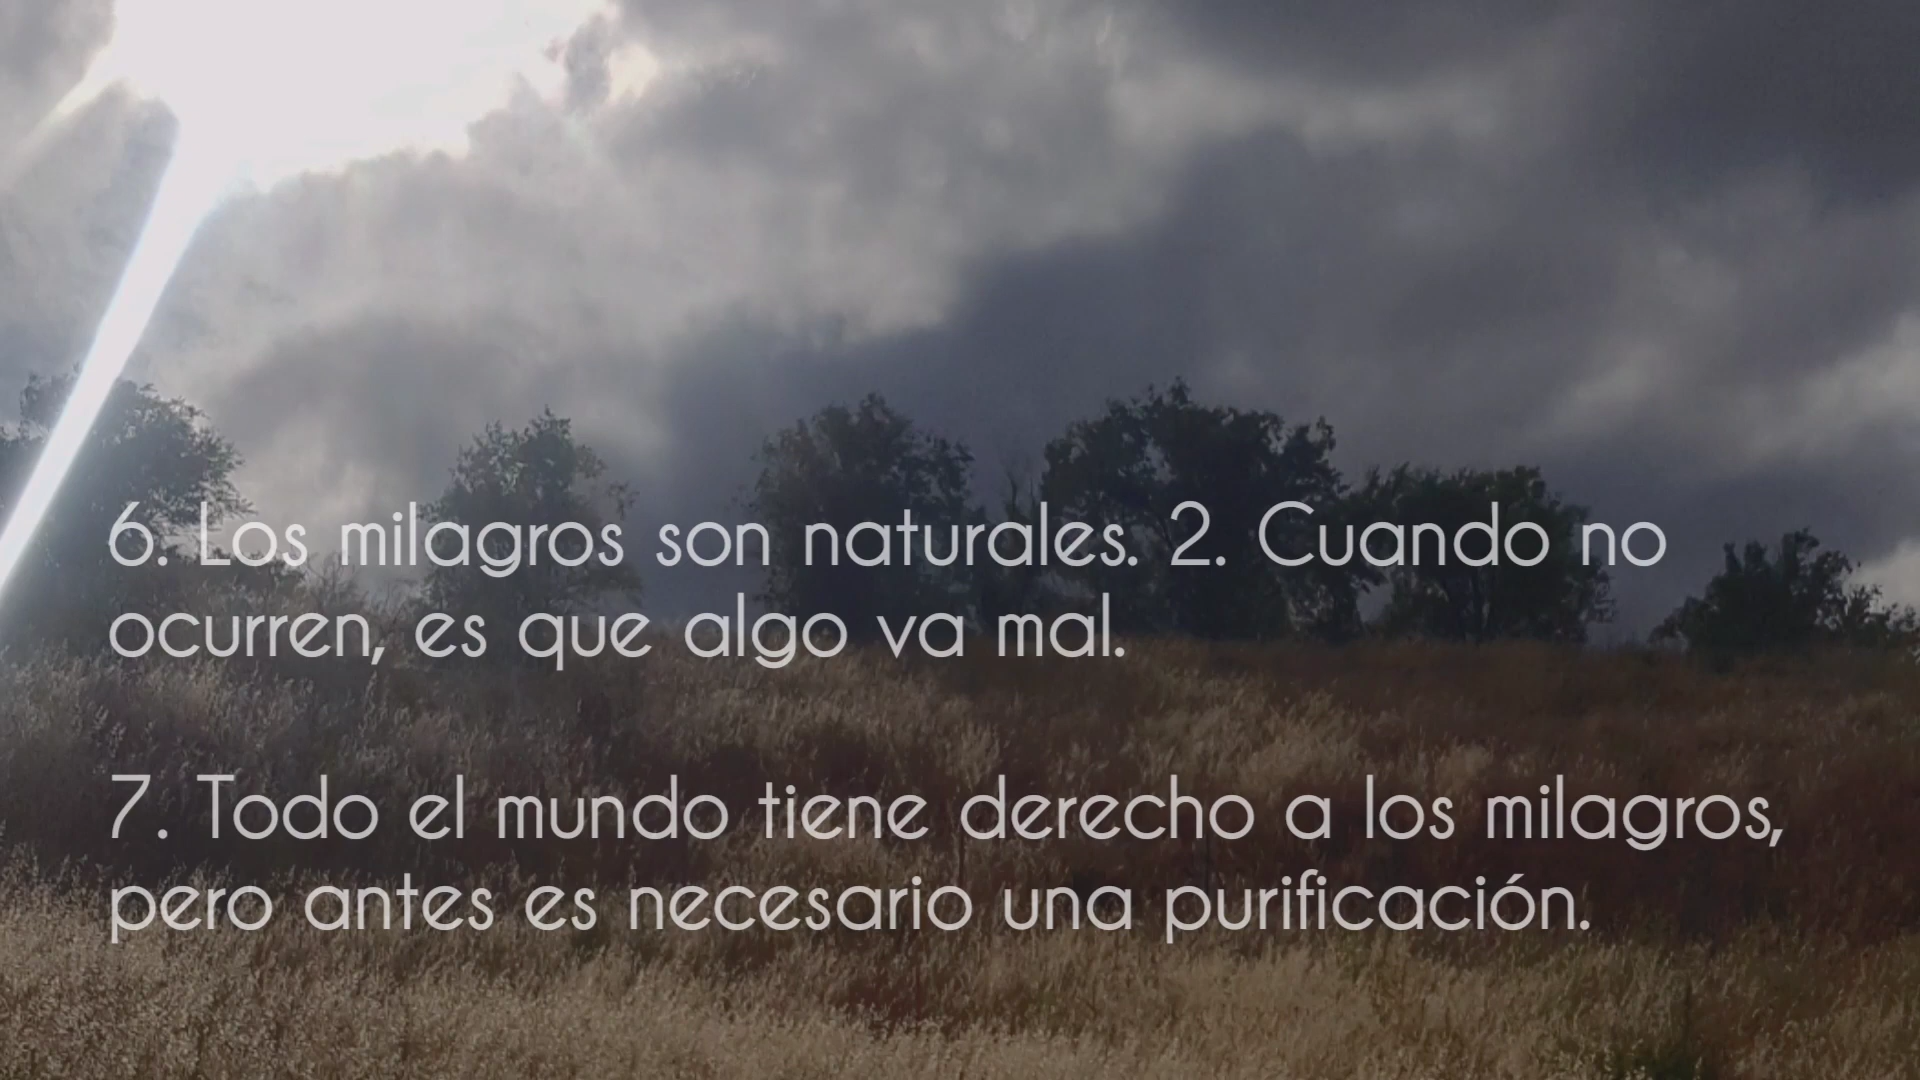 6. Los milagros son naturales. 2. Cuando no
ocurren, es que algo va mal.
7. Todo el mundo tiene derecho a los milagros,
pero antes es necesario una purificación.